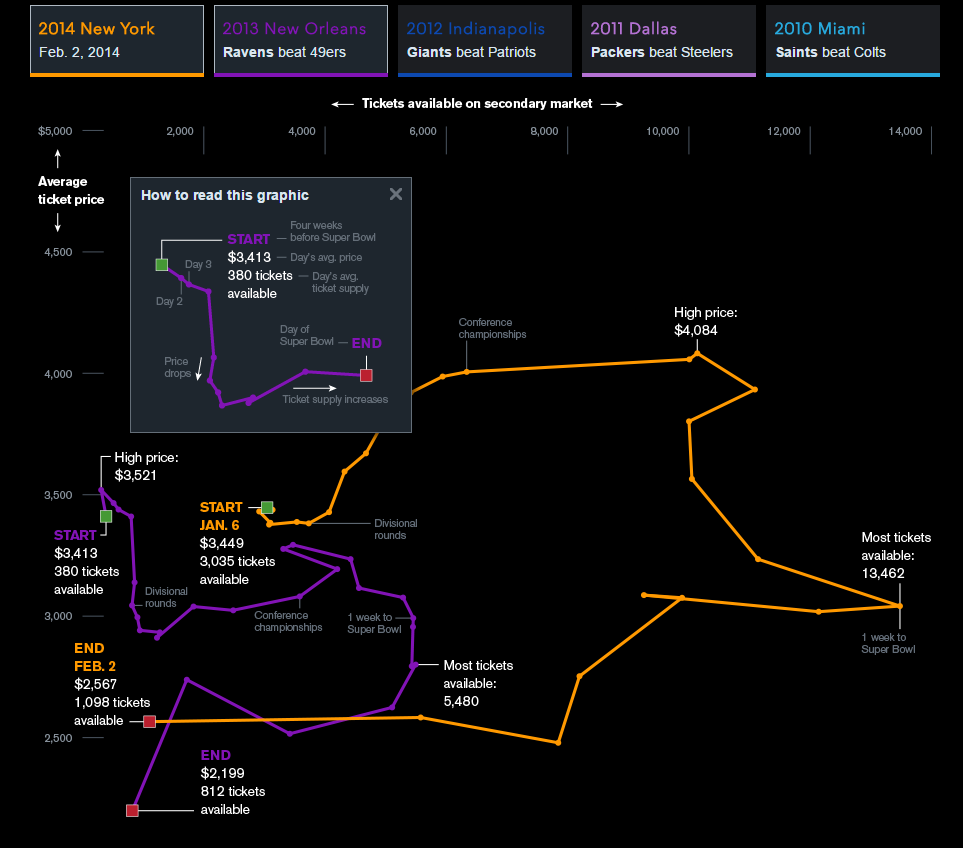 2014 New York
Feb. 2, 2014
2013 New Orleans
Ravens beat 49ers
2012 Indianapolis
Giants beat Patriots
2011 Dallas
Packers beat Steelers
2010 Miami
Saints beat Colts
← Tickets available on secondary market →
$5,000
2,000
4,000
6,000
8,000
10,000
12,000
14,000
Average
ticket price
4,500
4,000
3,500
3,000
2,500
How to read this graphic
START
$3,413
380 tickets
available
Four weeks
before Super Bowl
Day's avg. price
Day's avg.
ticket supply
Day 3
Day 2
Price
drops
Day of
Super Bowl
END
Ticket supply increases
Conference
championships
High price:
$4,084
High price:
$3,521
START
$3,413
380 tickets
available
START
JAN. 6
$3,449
3,035 tickets
available
Divisional
rounds
Divisional
rounds
Conference
championships
1 week to
Super Bowl
Most tickets
available:
13,462
1 week to
Super Bowl
END
FEB. 2
$2,567
1,098 tickets
available
Most tickets
available:
5,480
END
$2,199
812 tickets
available